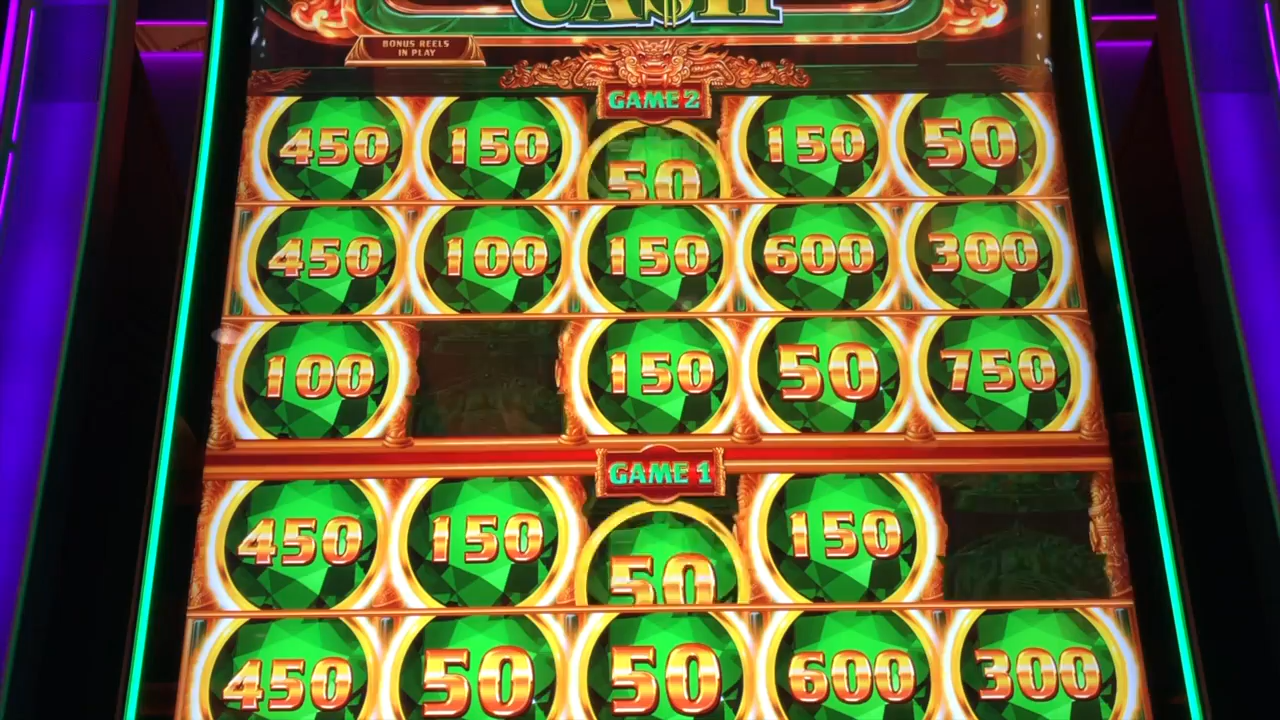 CA$H
BONUS REELS
IN PLAY
GAME 2
450 150 50 150 50
450 100 150 600 300
100 150 50 750
GAME 1
450 150 50 150
450 50 50 600 300